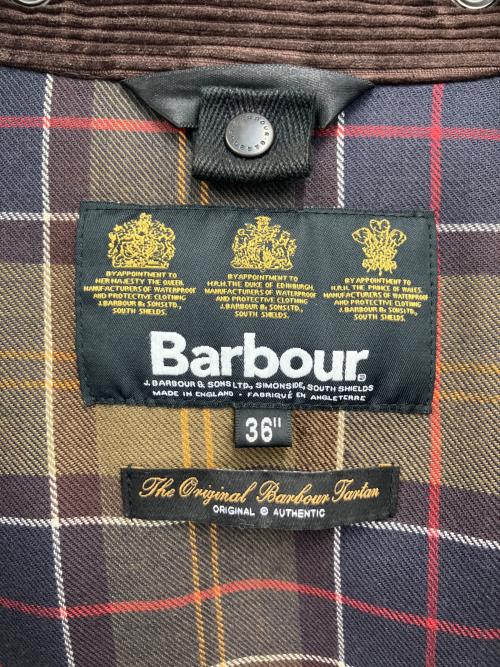 BY APPOINTMENT TO
HER MAJESTY THE QUEEN
MANUFACTURERS OF WATERPROOF
AND PROTECTIVE CLOTHING
J.BARBOUR & SONS LTD.,
SOUTH SHIELDS.
BY APPOINTMENT TO
H.R.H. THE DUKE OF EDINBURGH,
MANUFACTURERS OF WATERPROOF
AND PROTECTIVE CLOTHING
J.BARBOUR & SONS LTD.,
SOUTH SHIELDS.
BY APPOINTMENT TO
H.R.H. THE PRINCE OF WALES
MANUFACTURERS OF WATERPROOF
AND PROTECTIVE CLOTHING
J.BARBOUR & SONS LTD.,
SOUTH SHIELDS.
Barbour®
J. BARBOUR & SONS LTD., SIMONSIDE, SOUTH SHIELDS
MADE IN ENGLAND • FABRIQUÉ EN ANGLETERRE
36"
The Original Barbour Tartan
ORIGINAL © AUTHENTIC